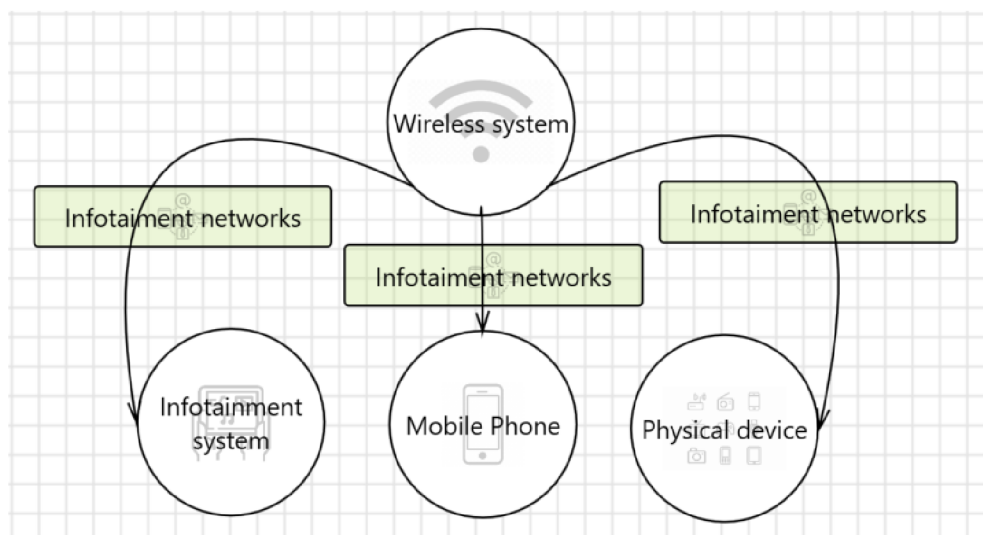 Wireless system
Infotaiment networks
Infotaiment networks
Infotaiment networks
Infotainment
system
Mobile Phone
Physical device